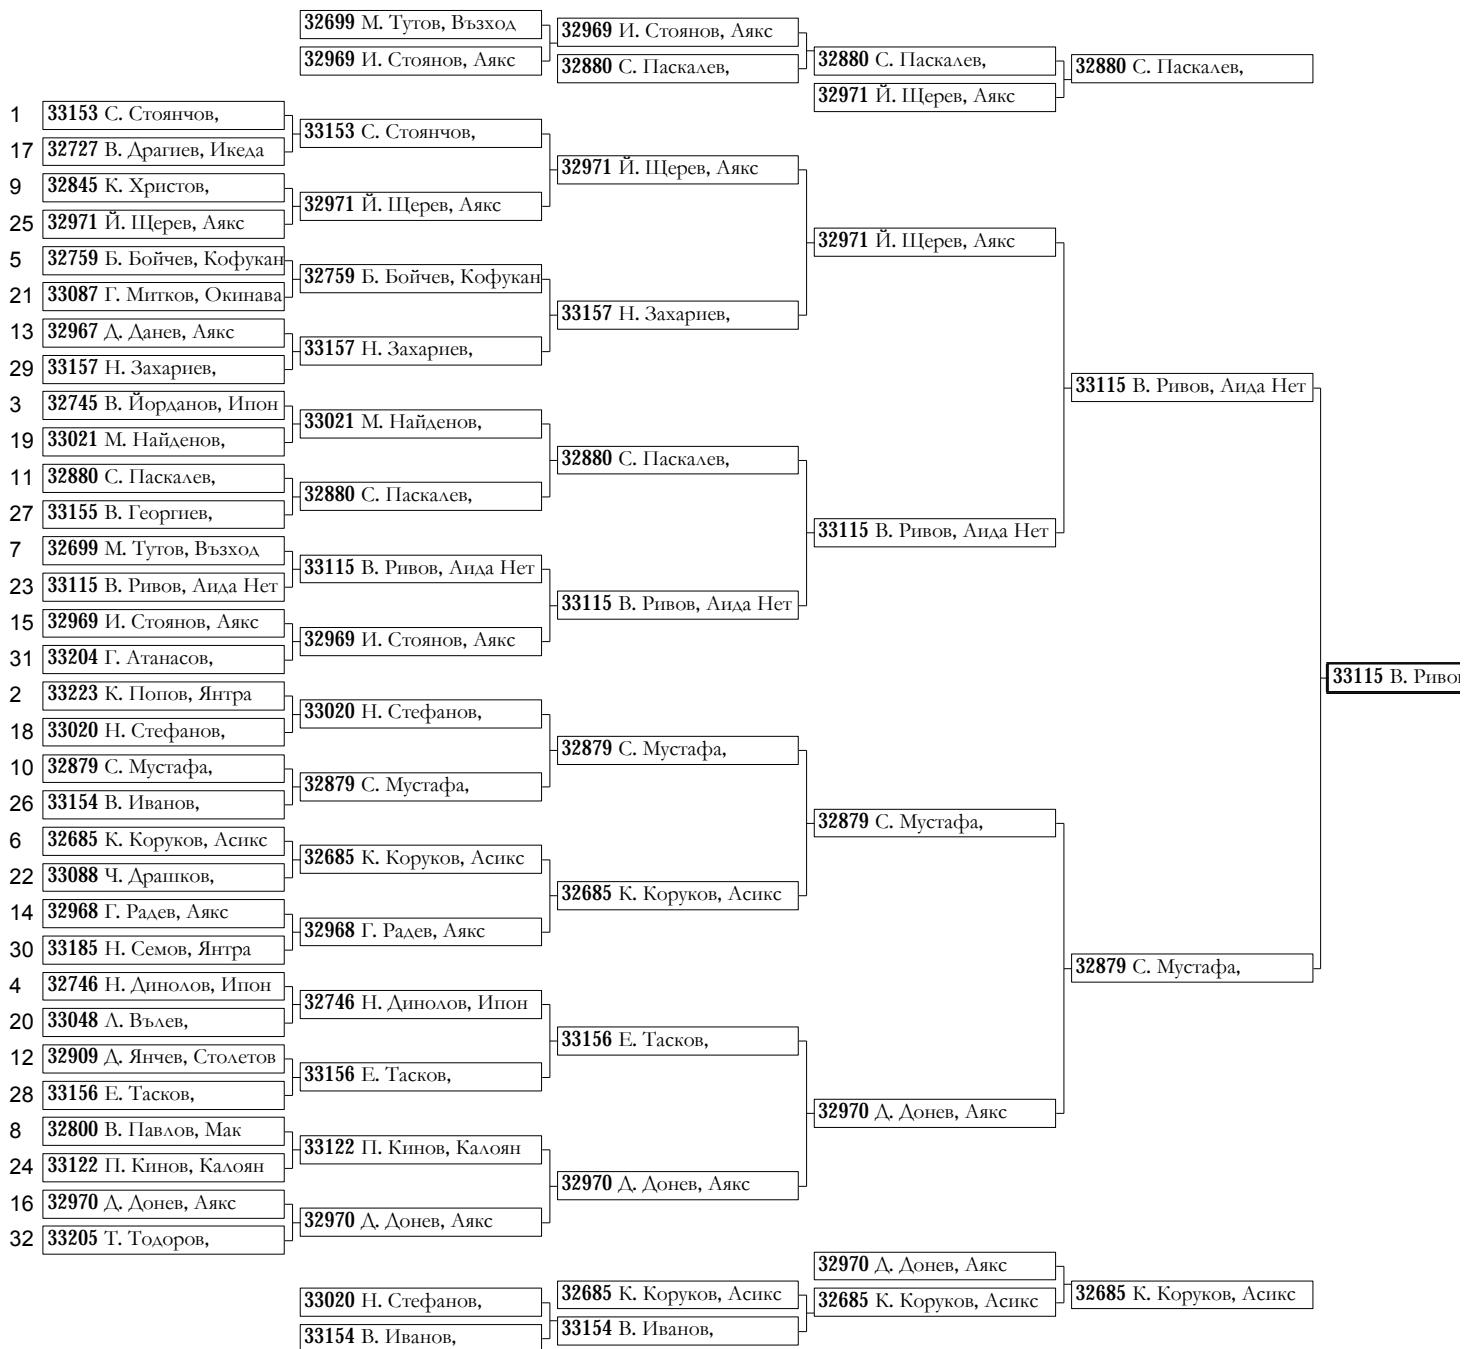 32699 М. Тутов, Възход
32969 И. Стоянов, Аякс
32969 И. Стоянов, Аякс
32880 С. Паскалев,
32880 С. Паскалев,
32971 Й. Щерев, Аякс
32880 С. Паскалев,
1 33153 С. Стоянчов,
17 32727 В. Драгиев, Икеда
9 32845 К. Христов,
25 32971 Й. Щерев, Аякс
5 32759 Б. Бойчев, Кофукан
21 33087 Г. Митков, Окинава
13 32967 Д. Данев, Аякс
29 33157 Н. Захариев,
3 32745 В. Йорданов, Ипон
19 33021 М. Найденов,
11 32880 С. Паскалев,
27 33155 В. Георгиев,
7 32699 М. Тутов, Възход
23 33115 В. Ривов, Аида Нет
15 32969 И. Стоянов, Аякс
31 33204 Г. Атанасов,
2 33223 К. Попов, Янтра
18 33020 Н. Стефанов,
10 32879 С. Мустафа,
26 33154 В. Иванов,
6 32685 К. Коруков, Асикс
22 33088 Ч. Драшков,
14 32968 Г. Радев, Аякс
30 33185 Н. Семов, Янтра
4 32746 Н. Динолов, Ипон
20 33048 Л. Вълев,
12 32909 Д. Янчев, Столетов
28 33156 Е. Тасков,
8 32800 В. Павлов, Мак
24 33122 П. Кинов, Калоян
16 32970 Д. Донев, Аякс
32 33205 Т. Тодоров,
33153 С. Стоянчов,
32971 Й. Щерев, Аякс
32759 Б. Бойчев, Кофукан
33157 Н. Захариев,
33021 М. Найденов,
32880 С. Паскалев,
33115 В. Ривов, Аида Нет
32969 И. Стоянов, Аякс
33020 Н. Стефанов,
32879 С. Мустафа,
32685 К. Коруков, Асикс
32968 Г. Радев, Аякс
32746 Н. Динолов, Ипон
33156 Е. Тасков,
33122 П. Кинов, Калоян
32970 Д. Донев, Аякс
32971 Й. Щерев, Аякс
33157 Н. Захариев,
32880 С. Паскалев,
33115 В. Ривов, Аида Нет
32879 С. Мустафа,
32685 К. Коруков, Асикс
33156 Е. Тасков,
32970 Д. Донев, Аякс
32971 Й. Щерев, Аякс
33115 В. Ривов, Аида Нет
32879 С. Мустафа,
32970 Д. Донев, Аякс
33115 В. Ривов, Аида Нет
32879 С. Мустафа,
33115 В.
33020 Н. Стефанов,
33154 В. Иванов,
32685 К. Коруков, Асикс
33154 В. Иванов,
32970 Д. Донев, Аякс
32685 К. Коруков, Асикс
32685 К. Коруков, Асикс